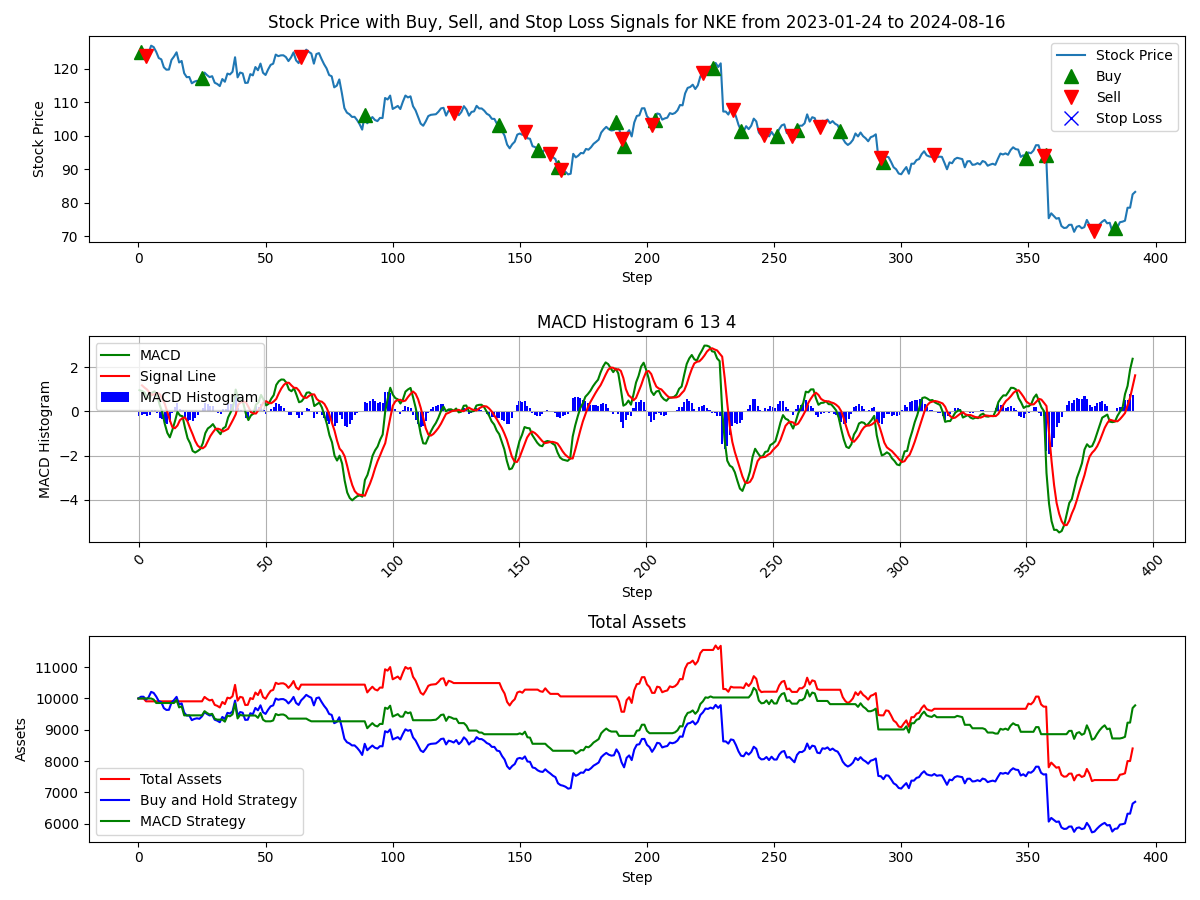 Stock Price with Buy, Sell, and Stop Loss Signals for NKE from 2023-01-24 to 2024-08-16
Stock Price
120
110
100
90
80
70
Stock Price
Buy
Sell
Stop Loss
0 50 100 150 200 250 300 350 400
Step
MACD Histogram 6 13 4
MACD Histogram
2
0
−2
−4
MACD
Signal Line
MACD Histogram
0 50 100 150 200 250 300 350 400
Step
Total Assets
Assets
11000
10000
9000
8000
7000
6000
Total Assets
Buy and Hold Strategy
MACD Strategy
0 50 100 150 200 250 300 350 400
Step